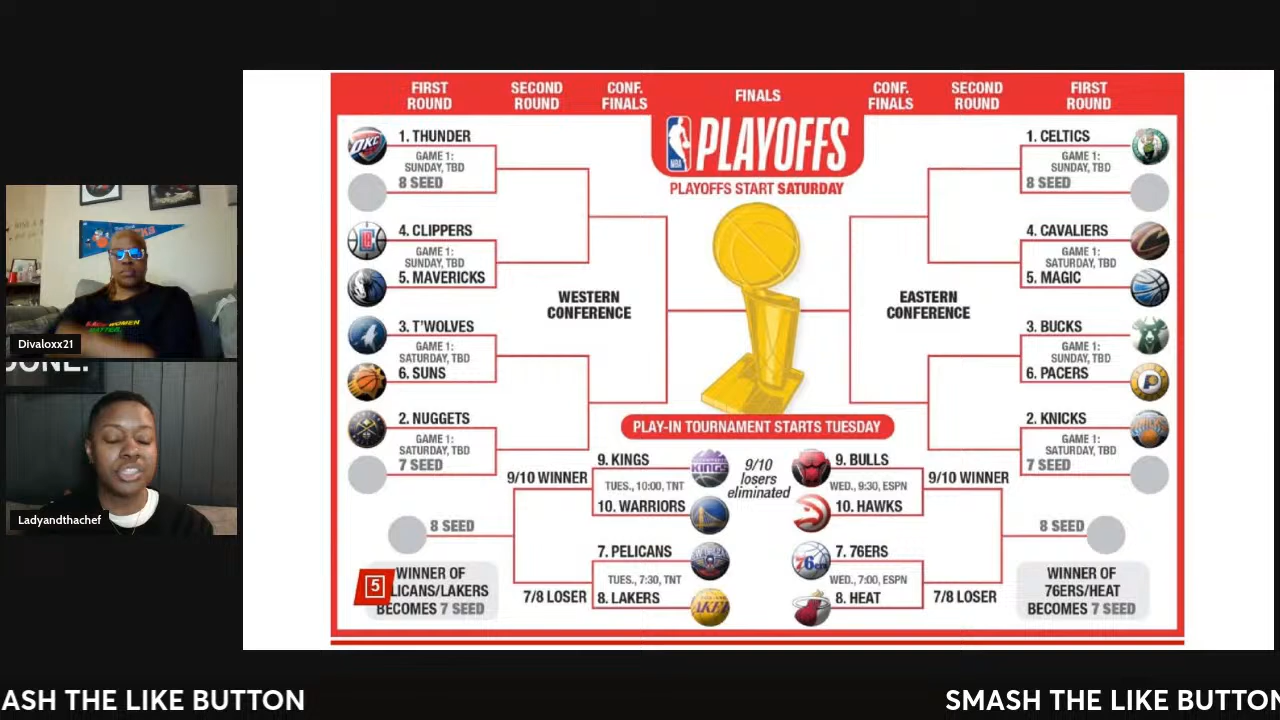 FIRST
ROUND
SECOND
ROUND
CONF.
FINALS
FINALS
CONF.
FINALS
SECOND
ROUND
FIRST
ROUND
NBA
PLAYOFFS
PLAYOFFS START SATURDAY
1. THUNDER
OKC
GAME 1:
SUNDAY, TBD
8 SEED
4. CLIPPERS
GAME 1:
SUNDAY, TBD
5. MAVERICKS
3. T'WOLVES
GAME 1:
SATURDAY, TBD
6. SUNS
2. NUGGETS
GAME 1:
SATURDAY, TBD
7 SEED
WESTERN
CONFERENCE
1. CELTICS
GAME 1:
SUNDAY, TBD
8 SEED
4. CAVALIERS
GAME 1:
SATURDAY, TBD
5. MAGIC
3. BUCKS
GAME 1:
SUNDAY, TBD
6. PACERS
2. KNICKS
GAME 1:
SATURDAY, TBD
7 SEED
EASTERN
CONFERENCE
PLAY-IN TOURNAMENT STARTS TUESDAY
9/10 WINNER
9. KINGS
KINGS
TUES., 10:00, TNT
10. WARRIORS
9/10
losers
eliminated
9. BULLS
WED., 9:30, ESPN
10. HAWKS
9/10 WINNER
8 SEED
7. PELICANS
TUES., 7:30, TNT
8. LAKERS
7/8 LOSER
7. 76ERS
76ers
WED., 7:00, ESPN
8. HEAT
7/8 LOSER
8 SEED
5
WINNER OF
LICANS/LAKERS
BECOMES 7 SEED
WINNER OF
76ERS/HEAT
BECOMES 7 SEED
Divaloxx21
Ladyandthachef
ASH THE LIKE BUTTON
SMASH THE LIKE BUTTON